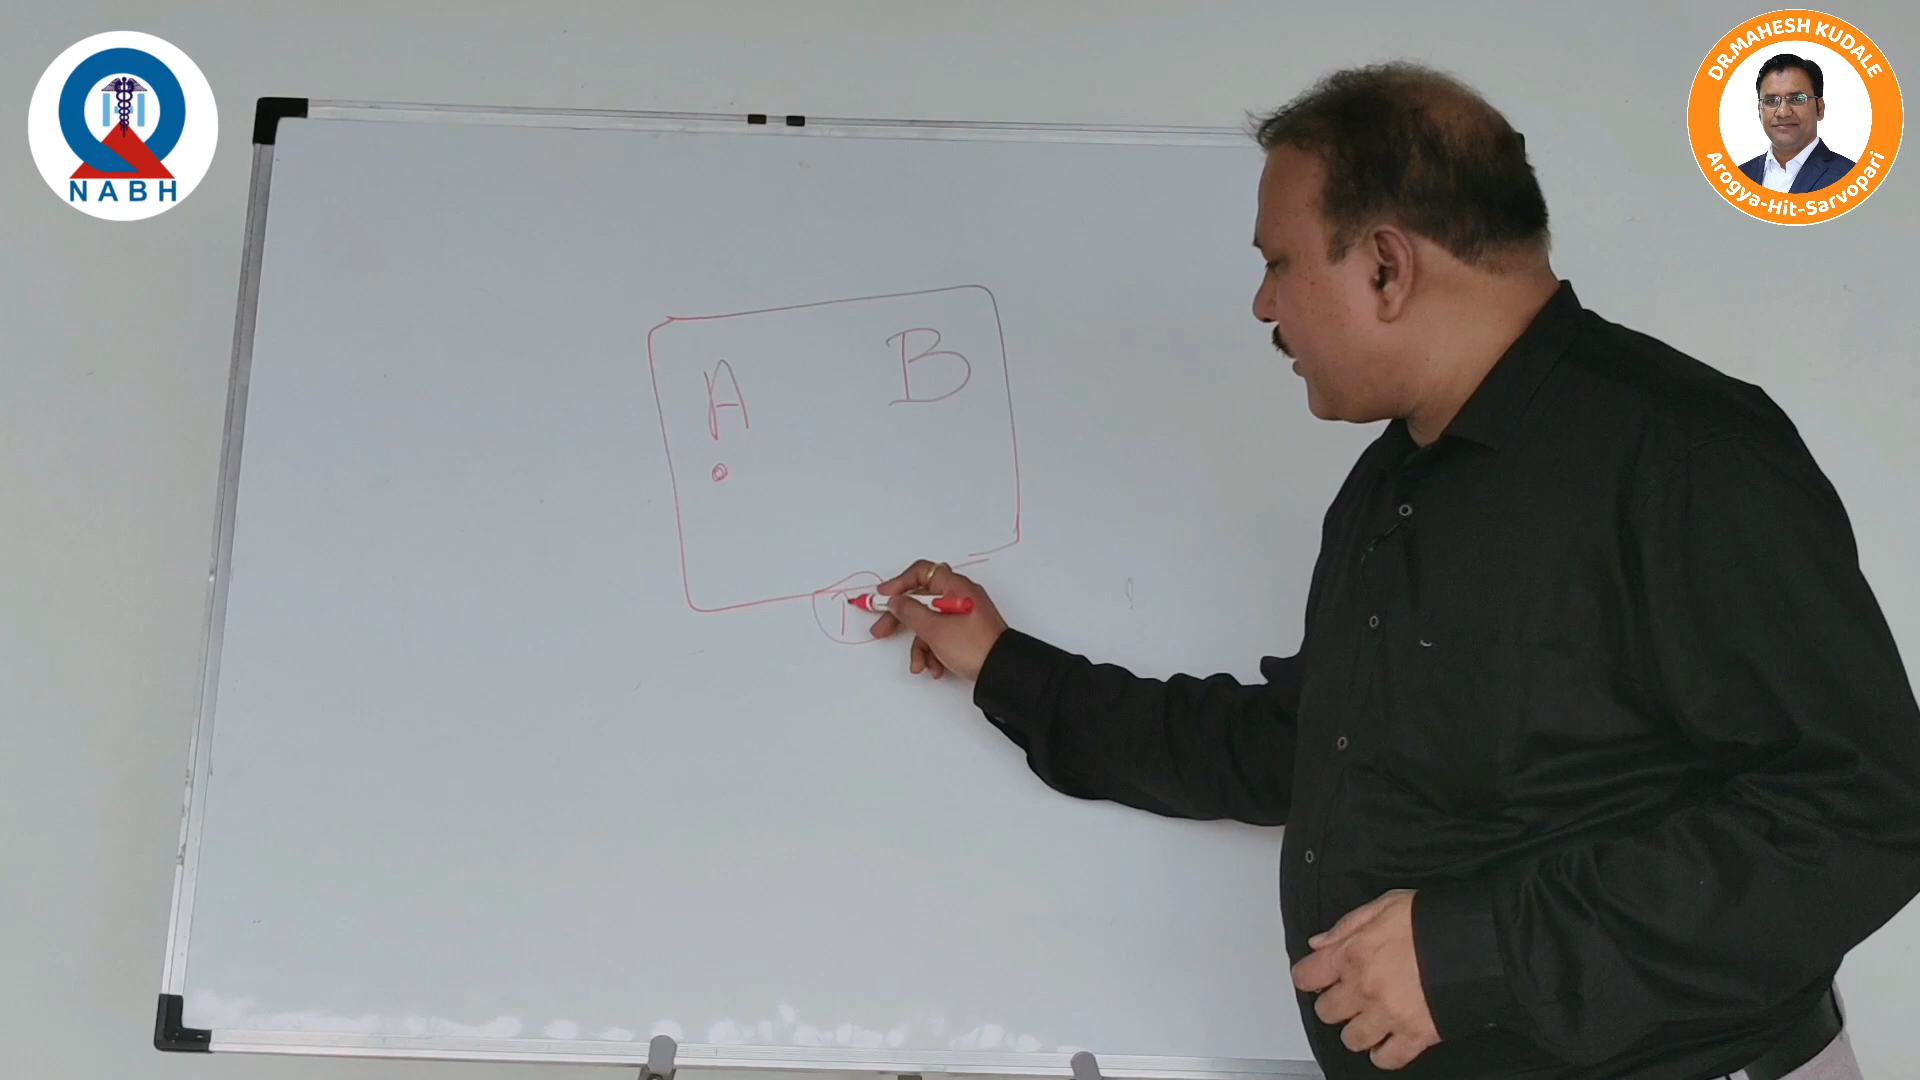 NABH
DR.MAHESH KUDALE
Arogya-Hit-Sarvopari
A
B